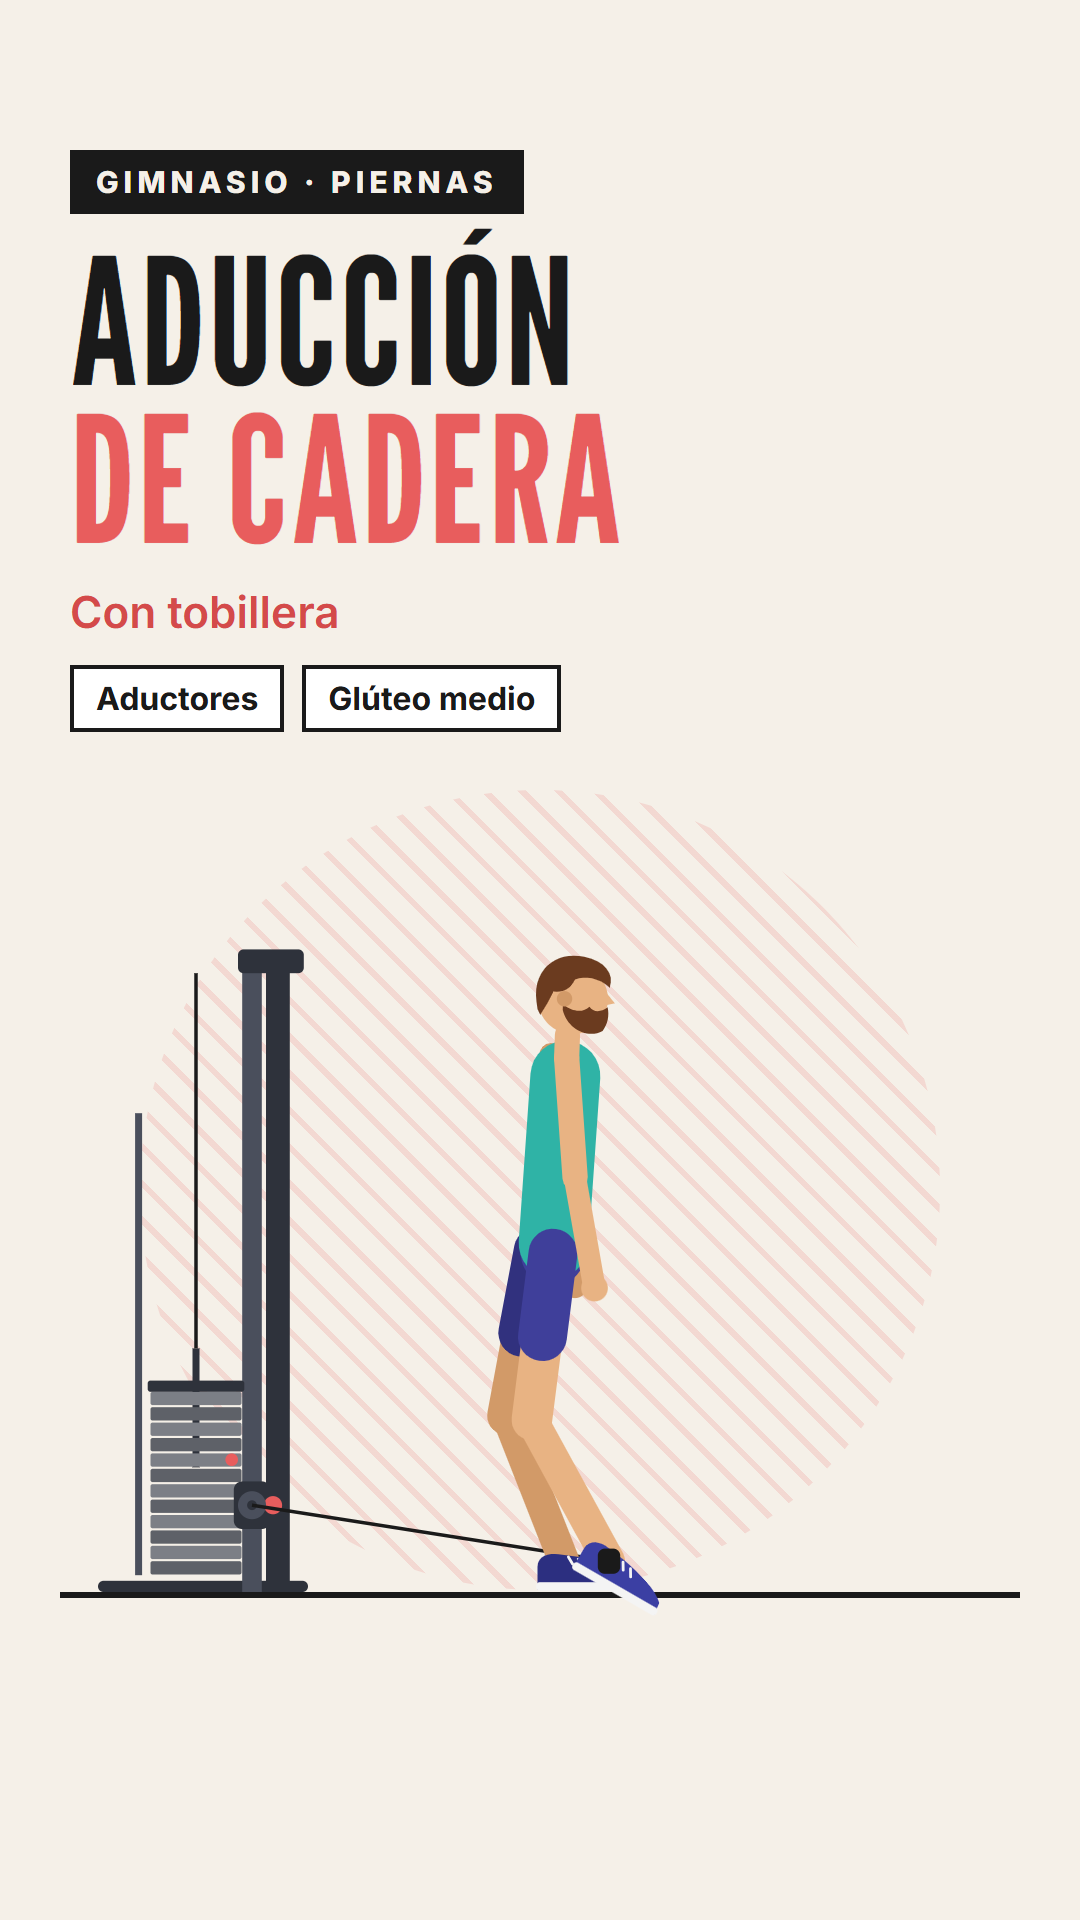 GIMNASIO · PIERNAS
ADUCCIÓN
DE CADERA
Con tobillera
Aductores
Glúteo medio